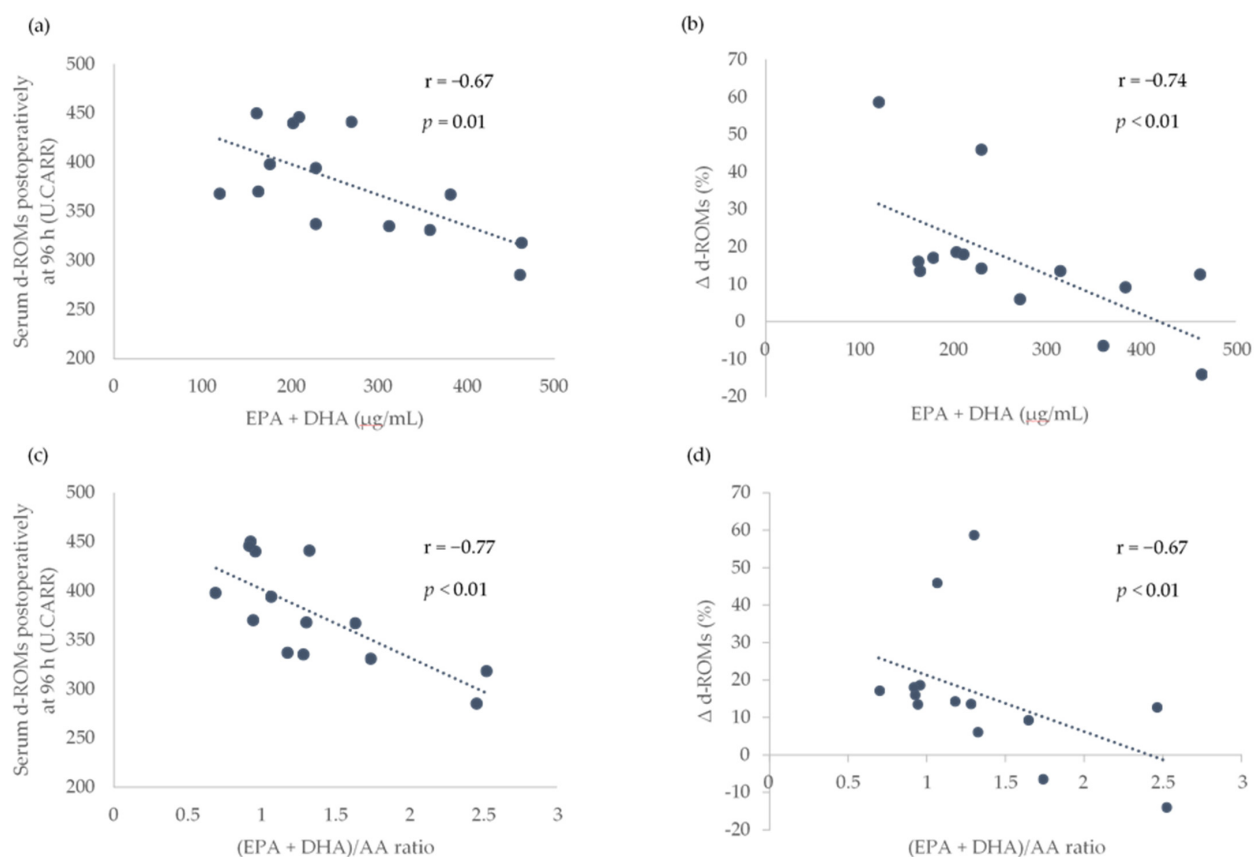 (a)
500
450
400
350
300
250
200
Serum d-ROMs postoperatively
at 96 h (U.CARR)
r = −0.67
p = 0.01
0 100 200 300 400 500
EPA + DHA (μg/mL)
(b)
70
60
50
40
30
20
10
0
-10
-20
Δ d-ROMs (%)
r = −0.74
p < 0.01
0 100 200 300 400 500
EPA + DHA (μg/mL)
(c)
500
450
400
350
300
250
200
Serum d-ROMs postoperatively
at 96 h (U.CARR)
r = −0.77
p < 0.01
0 0.5 1 1.5 2 2.5 3
(EPA + DHA)/AA ratio
(d)
70
60
50
40
30
20
10
0
-10
-20
Δ d-ROMs (%)
r = −0.67
p < 0.01
0 0.5 1 1.5 2 2.5 3
(EPA + DHA)/AA ratio